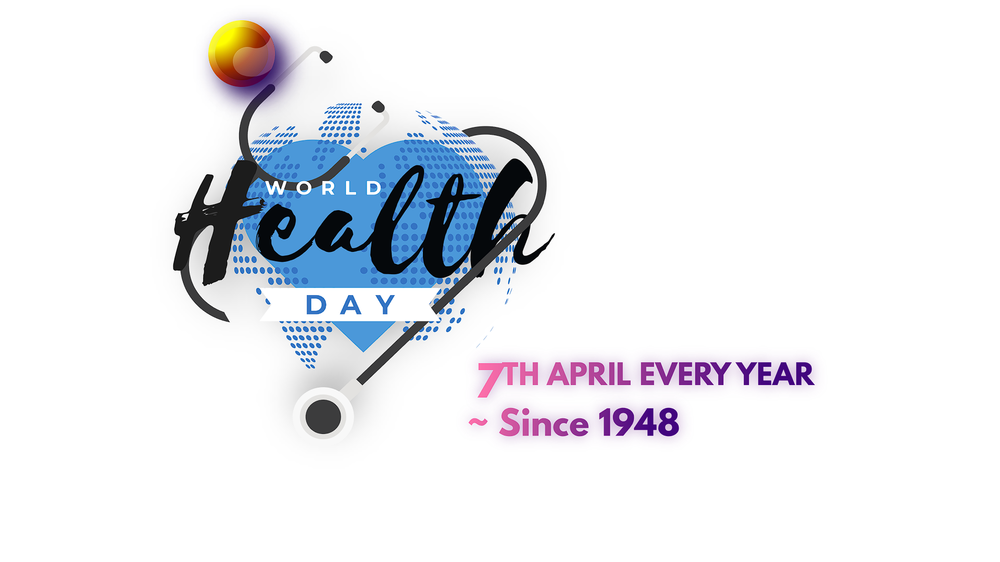 WORLD
Health
DAY
7TH APRIL EVERY YEAR
~ Since 1948